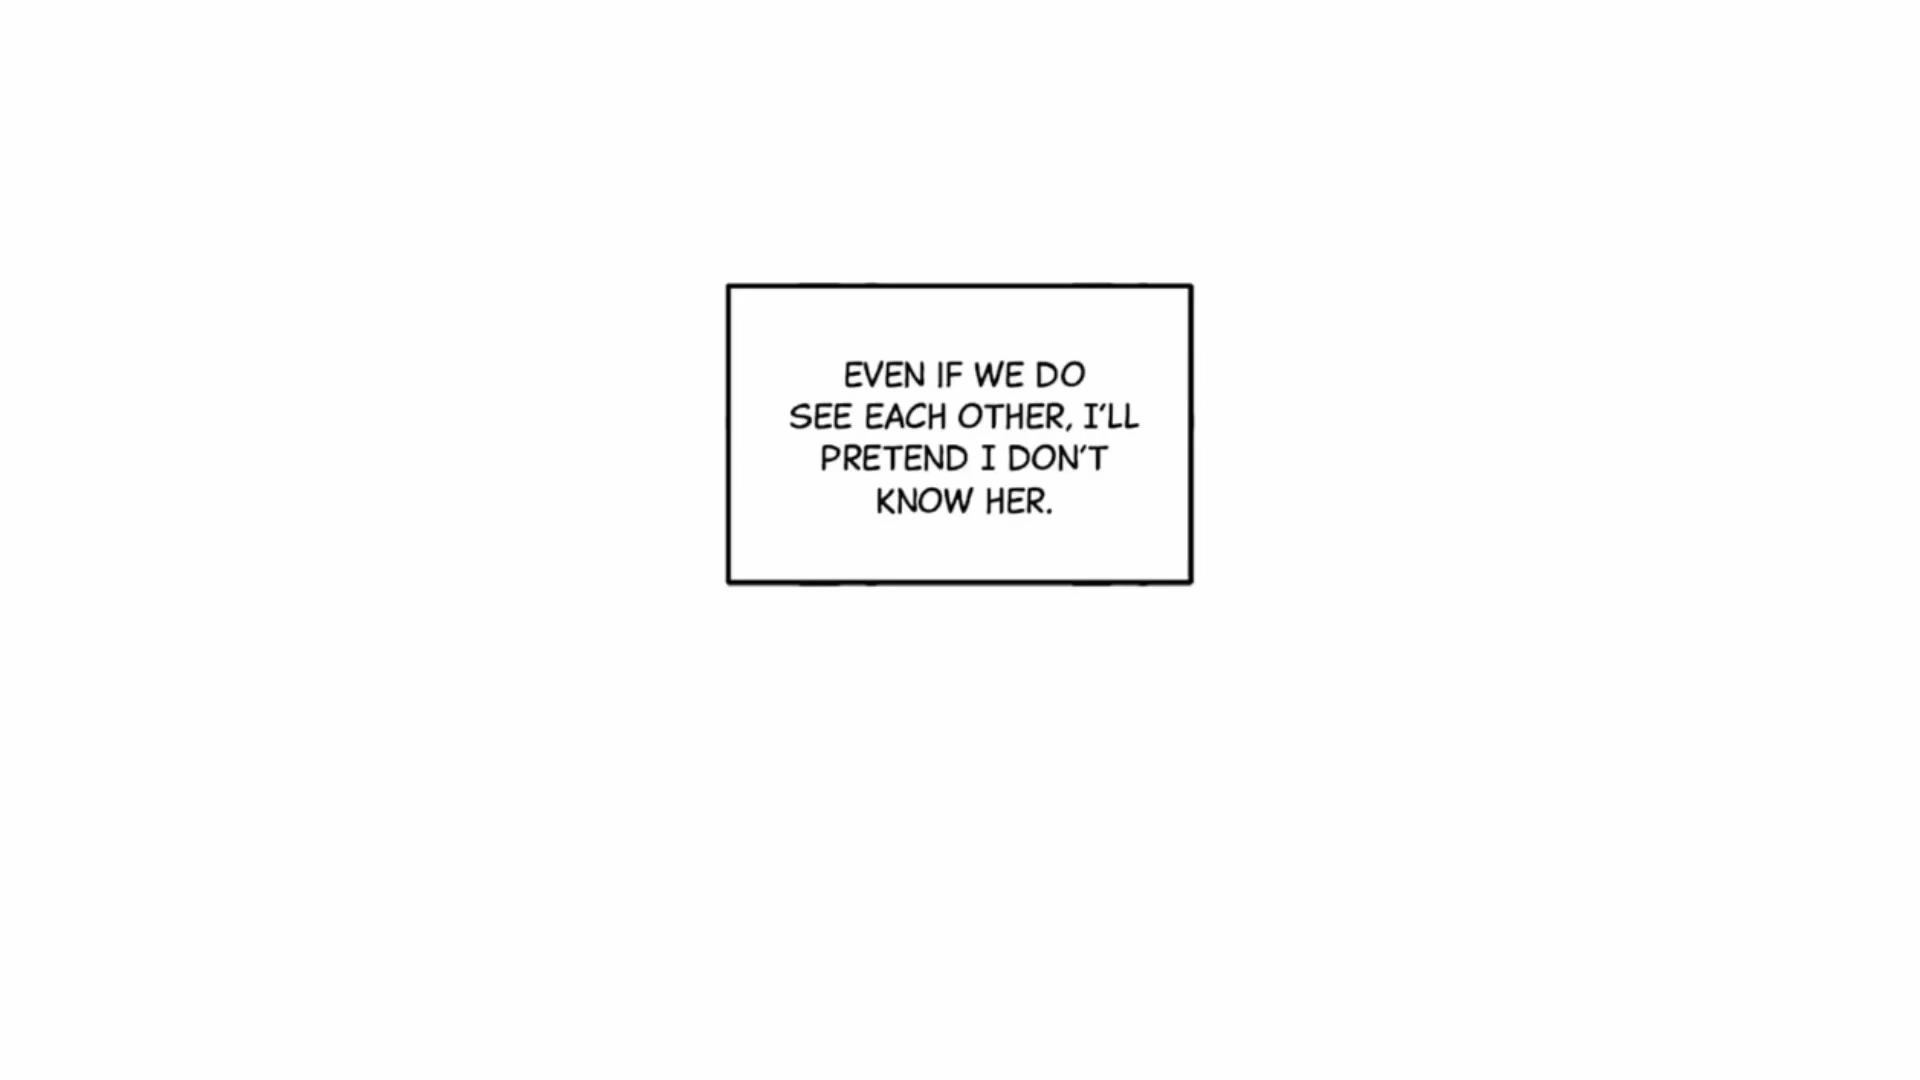 EVEN IF WE DO
SEE EACH OTHER, I'LL
PRETEND I DON'T
KNOW HER.